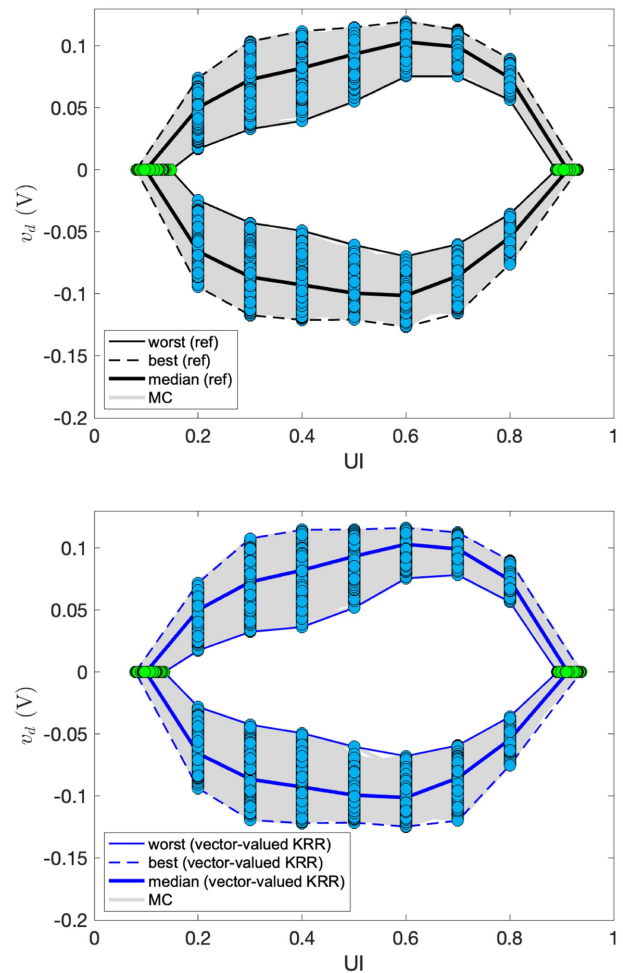 0.1
0.05
0
-0.05
-0.1
-0.15
-0.2
v_d (V)
worst (ref)
best (ref)
median (ref)
MC
0 0.2 0.4 0.6 0.8 1
UI
0.1
0.05
0
-0.05
-0.1
-0.15
-0.2
v_d (V)
worst (vector-valued KRR)
best (vector-valued KRR)
median (vector-valued KRR)
MC
0 0.2 0.4 0.6 0.8 1
UI